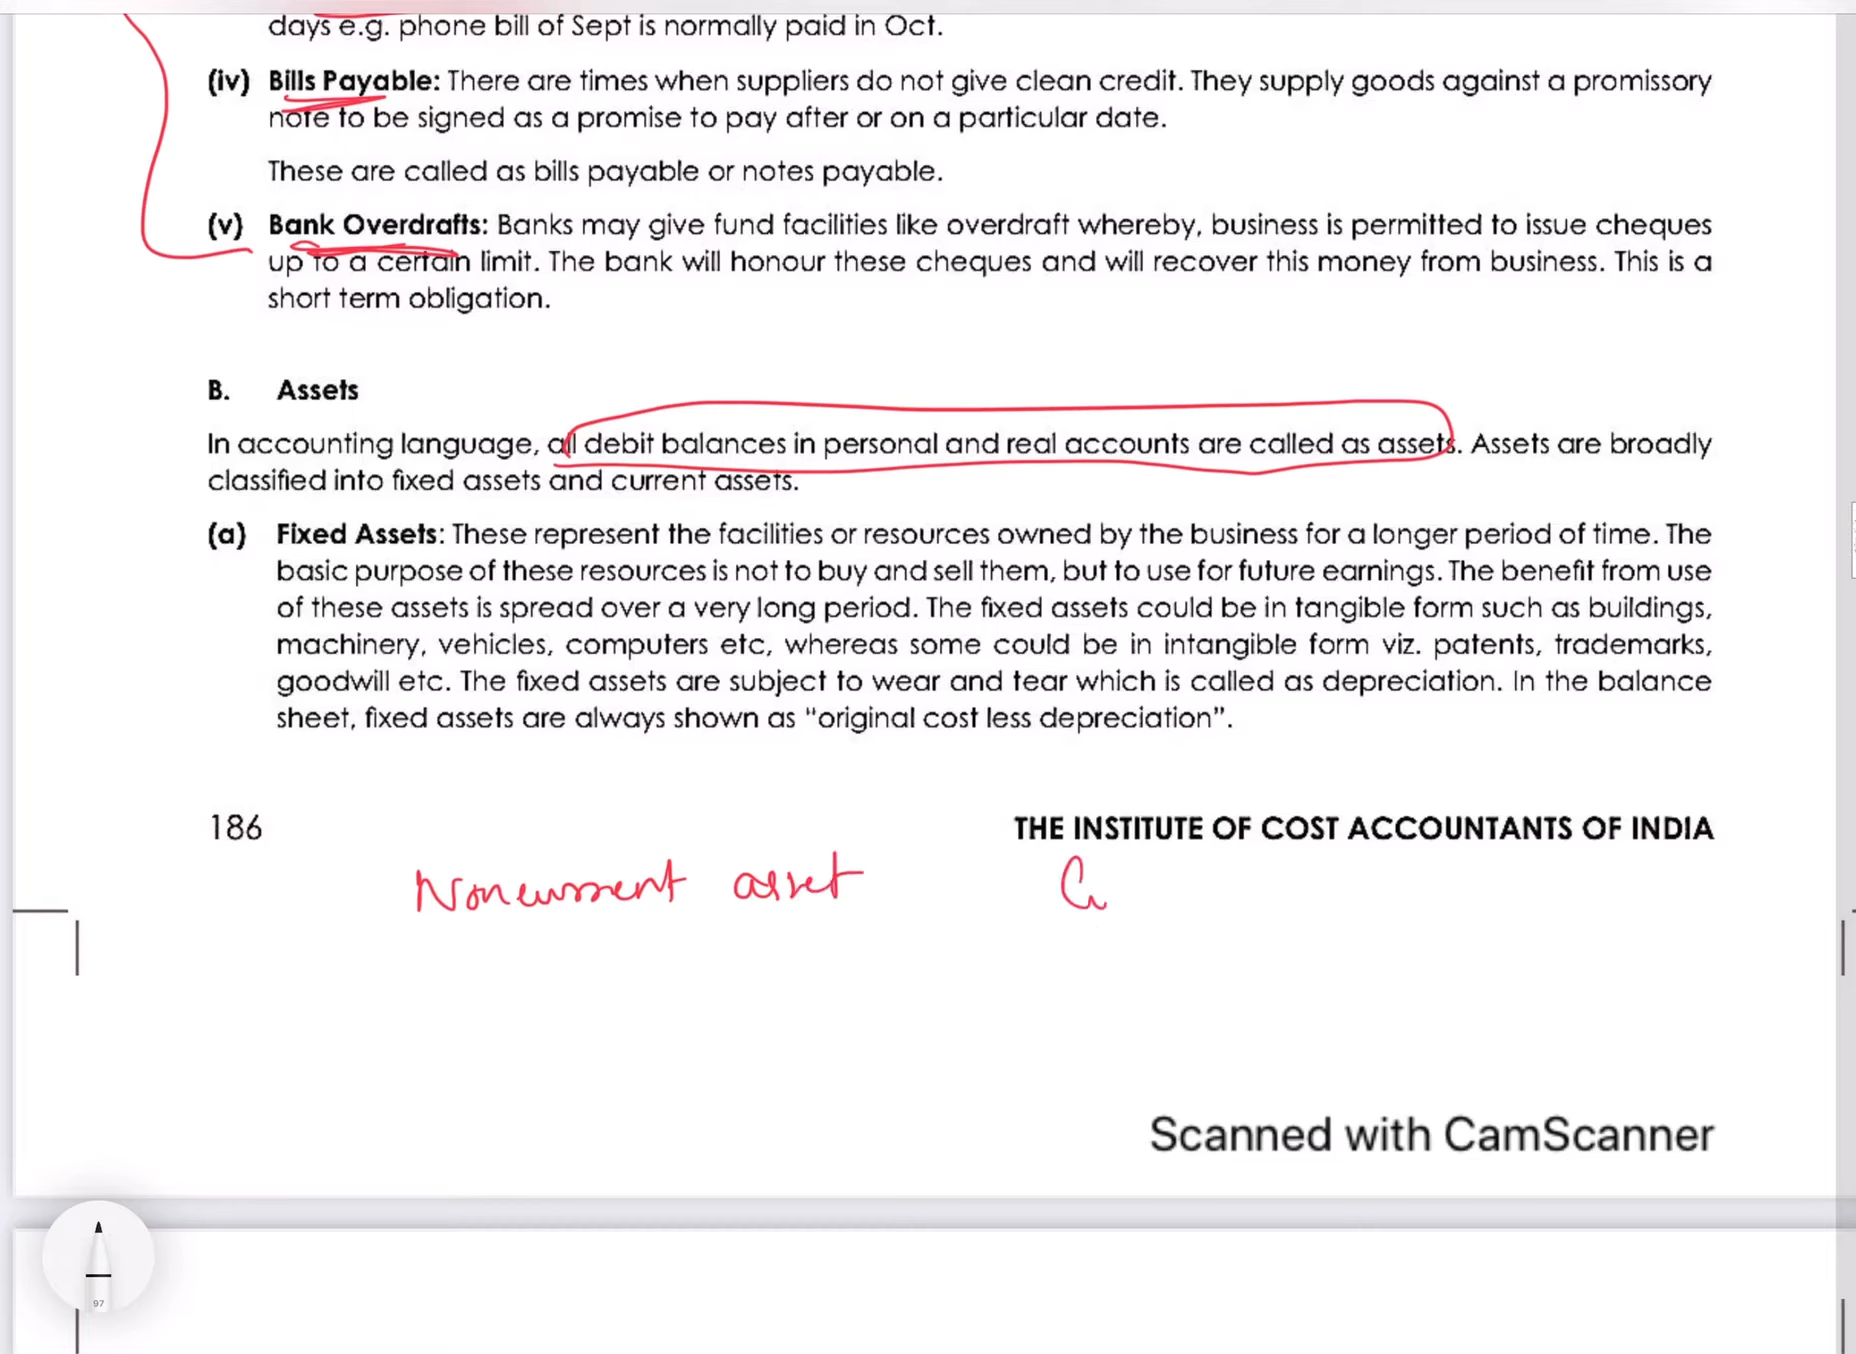 days e.g. phone bill of Sept is normally paid in Oct.
(iv) Bills Payable: There are times when suppliers do not give clean credit. They supply goods against a promissory
note to be signed as a promise to pay after or on a particular date.
These are called as bills payable or notes payable.
(v) Bank Overdrafts: Banks may give fund facilities like overdraft whereby, business is permitted to issue cheques
up to a certain limit. The bank will honour these cheques and will recover this money from business. This is a
short term obligation.
B. Assets
In accounting language, all debit balances in personal and real accounts are called as assets. Assets are broadly
classified into fixed assets and current assets.
(a) Fixed Assets: These represent the facilities or resources owned by the business for a longer period of time. The
basic purpose of these resources is not to buy and sell them, but to use for future earnings. The benefit from use
of these assets is spread over a very long period. The fixed assets could be in tangible form such as buildings,
machinery, vehicles, computers etc, whereas some could be in intangible form viz. patents, trademarks,
goodwill etc. The fixed assets are subject to wear and tear which is called as depreciation. In the balance
sheet, fixed assets are always shown as "original cost less depreciation".
186 THE INSTITUTE OF COST ACCOUNTANTS OF INDIA
Noncurrent asset
Scanned with CamScanner
97